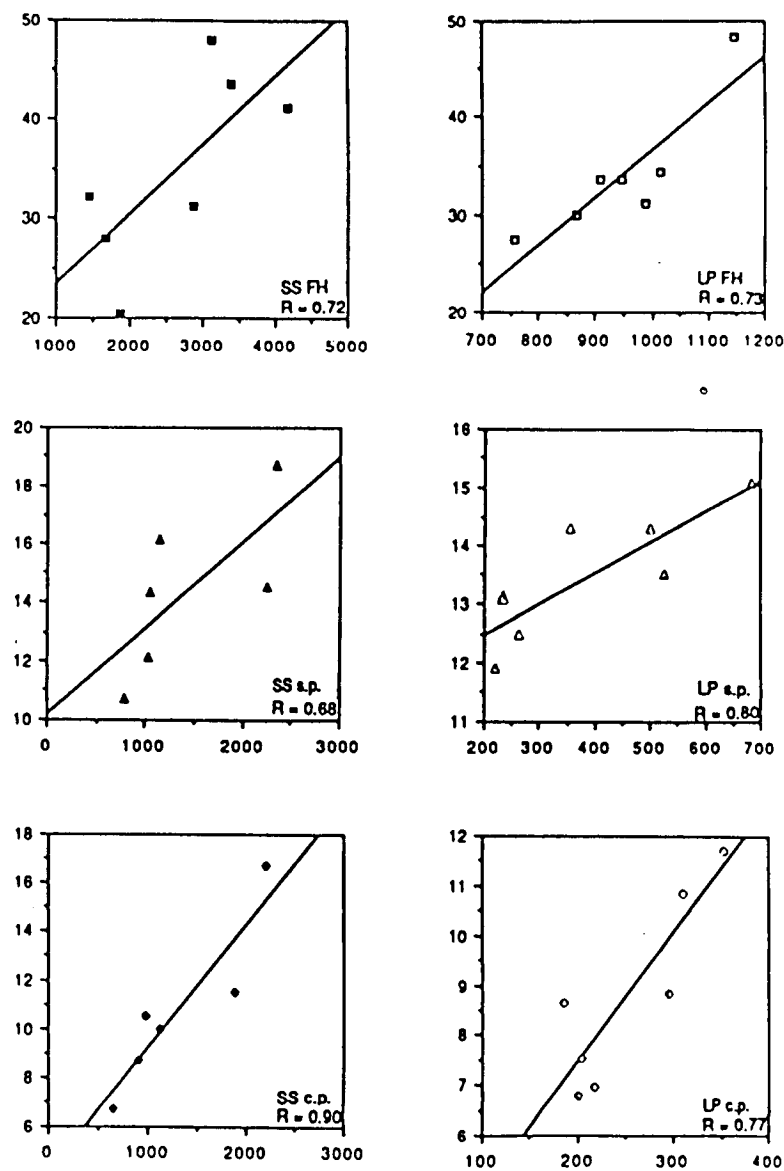 50
40
30
20
1000 2000 3000 4000 5000
SS FH
R = 0.72
50
40
30
20
700 800 900 1000 1100 1200
LP FH
R = 0.73
20
18
16
14
12
10
0 1000 2000 3000
SS s.p.
R = 0.68
16
15
14
13
12
11
200 300 400 500 600 700
LP s.p.
R = 0.80
18
16
14
12
10
8
6
0 1000 2000 3000
SS c.p.
R = 0.90
12
11
10
9
8
7
6
100 200 300 400
LP c.p.
R = 0.77